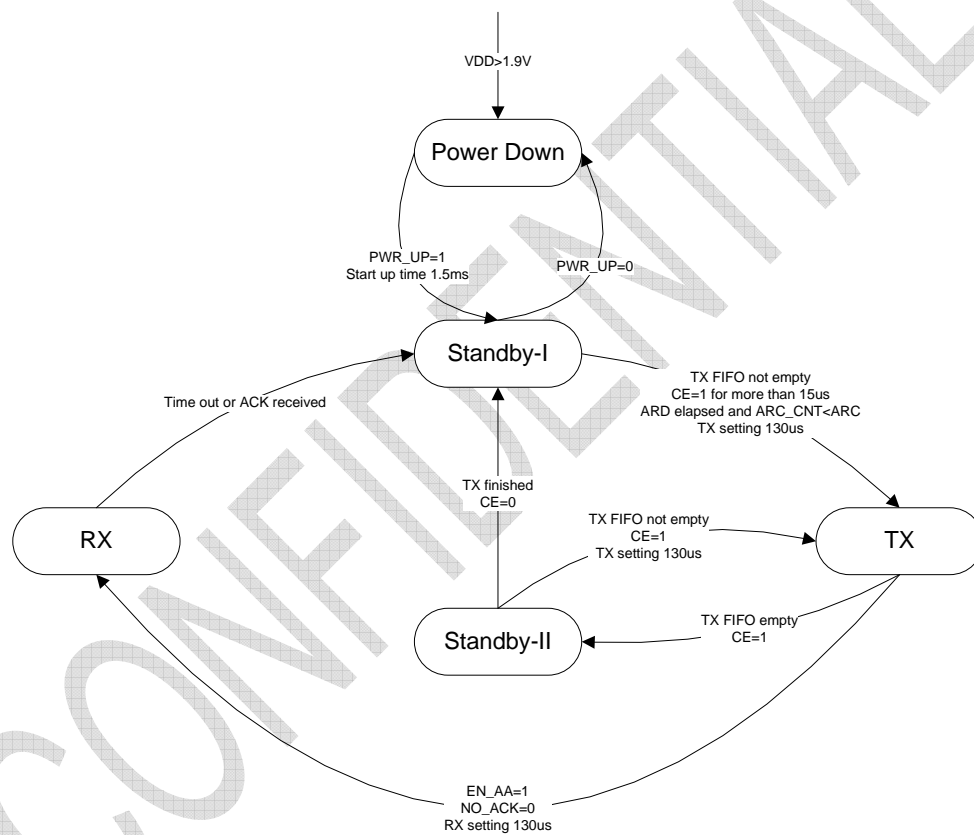 VDD>1.9V
Power Down
PWR_UP=1
Start up time 1.5ms
PWR_UP=0
Standby-I
TX FIFO not empty
CE=1 for more than 15us
ARD elapsed and ARC_CNT<ARC
TX setting 130us
Time out or ACK received
TX finished
CE=0
TX FIFO not empty
CE=1
TX setting 130us
RX
TX
Standby-II
TX FIFO empty
CE=1
EN_AA=1
NO_ACK=0
RX setting 130us
CONFIDENTIAL